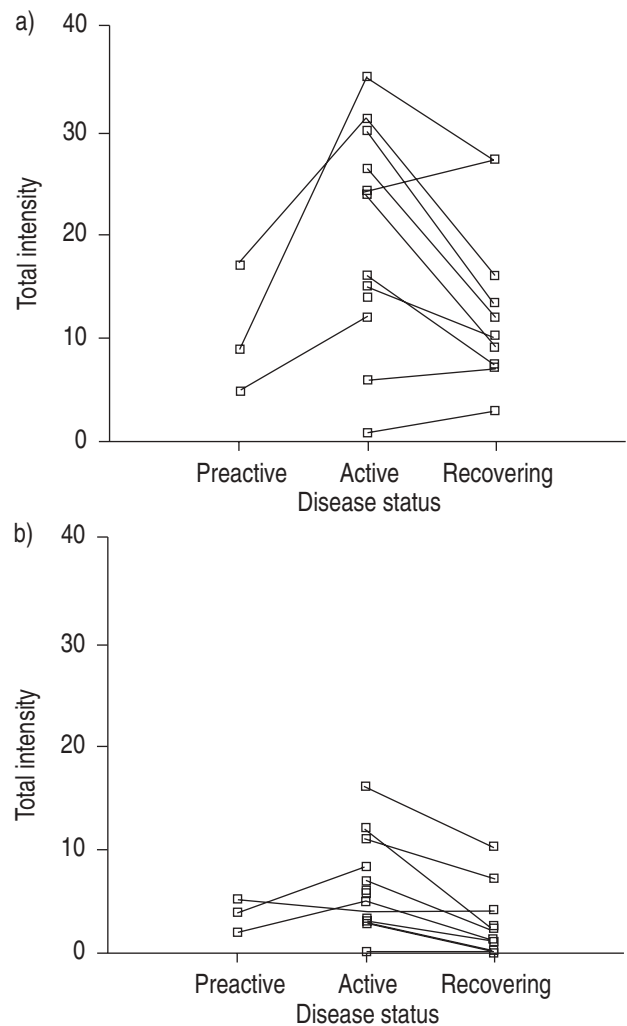 a)
40
30
20
10
0
Total intensity
Preactive Active Recovering
Disease status
b)
40
30
20
10
0
Total intensity
Preactive Active Recovering
Disease status